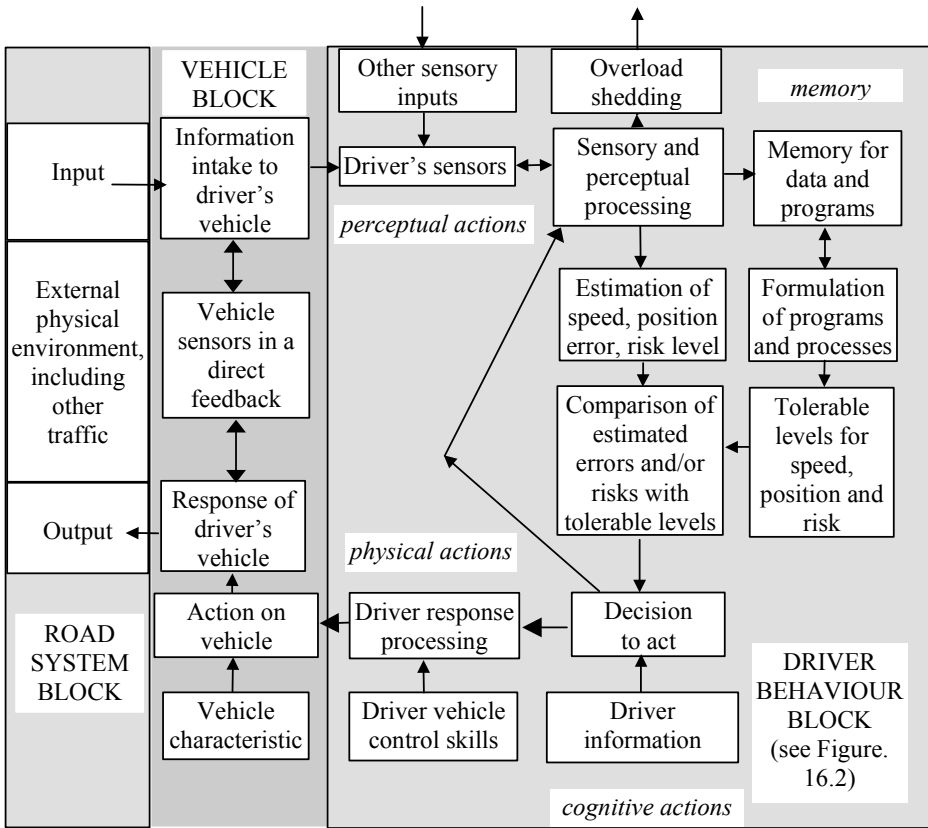 VEHICLE
BLOCK
Other sensory
inputs
Overload
shedding
memory
Input
Information
intake to
driver's
vehicle
Driver's sensors
Sensory and
perceptual
processing
Memory for
data and
programs
perceptual actions
External
physical
environment,
including
other
traffic
Vehicle
sensors in a
direct
feedback
Estimation of
speed, position
error, risk level
Formulation
of programs
and processes
Comparison of
estimated
errors and/or
risks with
tolerable levels
Tolerable
levels for
speed,
position and
risk
Output
Response of
driver's
vehicle
physical actions
ROAD
SYSTEM
BLOCK
Action on
vehicle
Driver response
processing
Decision
to act
Vehicle
characteristic
Driver vehicle
control skills
Driver
information
DRIVER
BEHAVIOUR
BLOCK
(see Figure.
16.2)
cognitive actions